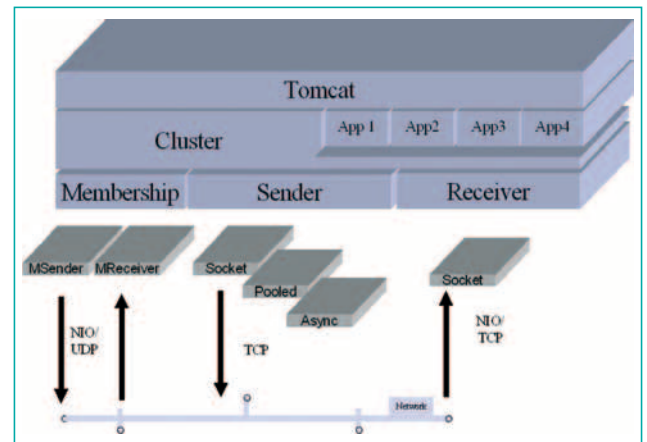 Tomcat
Cluster
App 1
App2
App3
App4
Membership
Sender
Receiver
MSender
MReceiver
Socket
Pooled
Async
Socket
NIO/
UDP
TCP
NIO/
TCP
Network